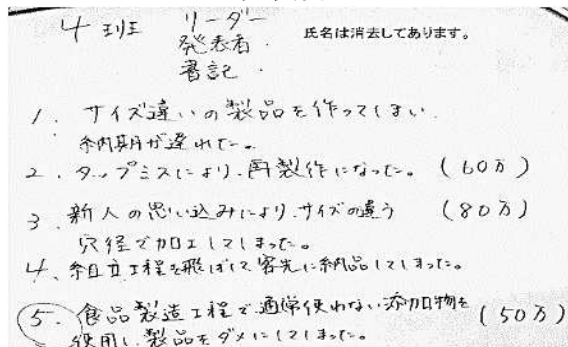 4班 リーダー
発表者.
書記.
氏名は消去してあります。
1. サイズ違いの製品を作ってしまい.
納期が遅れた。
2. タップミスにより、再製作になった。(60万)
3. 新人の思い込みにより、サイズの違う (80万)
穴径で加工してしまった。
4. 組立工程を飛ばして客先に納品してしまった。
5. 食品製造工程で通常使わない添加物を (50万)
使用し、製品をダメにしてしまった。